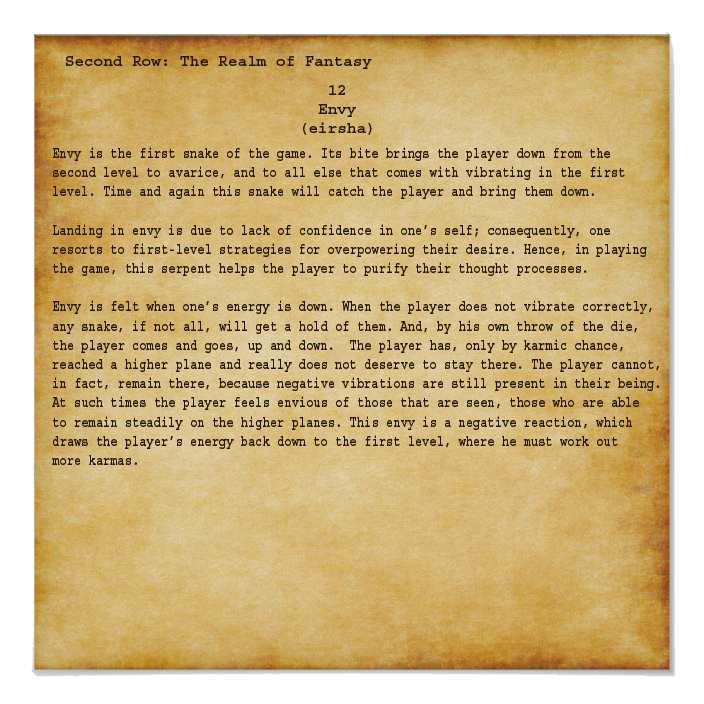 Second Row: The Realm of Fantasy
12
Envy
(eirsha)
Envy is the first snake of the game. Its bite brings the player down from the
second level to avarice, and to all else that comes with vibrating in the first
level. Time and again this snake will catch the player and bring them down.
Landing in envy is due to lack of confidence in one’s self; consequently, one
resorts to first-level strategies for overpowering their desire. Hence, in playing
the game, this serpent helps the player to purify their thought processes.
Envy is felt when one’s energy is down. When the player does not vibrate correctly,
any snake, if not all, will get a hold of them. And, by his own throw of the die,
the player comes and goes, up and down.  The player has, only by karmic chance,
reached a higher plane and really does not deserve to stay there. The player cannot,
in fact, remain there, because negative vibrations are still present in their being.
At such times the player feels envious of those that are seen, those who are able
to remain steadily on the higher planes. This envy is a negative reaction, which
draws the player’s energy back down to the first level, where he must work out
more karmas.